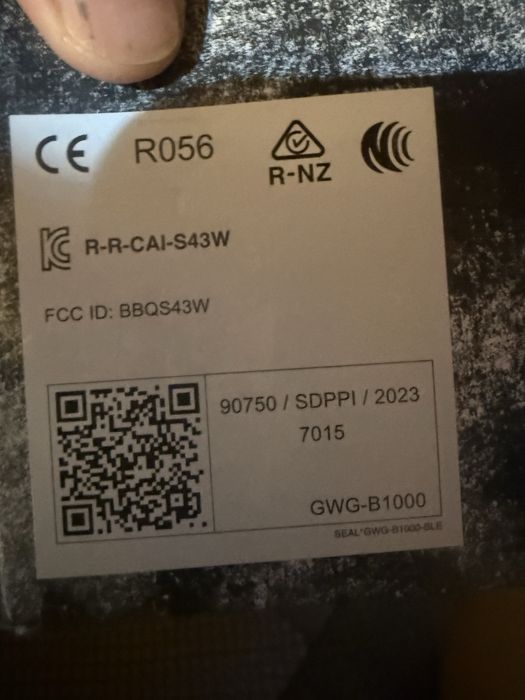 CE R056
R-NZ
R-R-CAI-S43W
FCC ID: BBQS43W
90750 / SDPPI / 2023
7015
GWG-B1000
SEAL*GWG-B1000-BLE